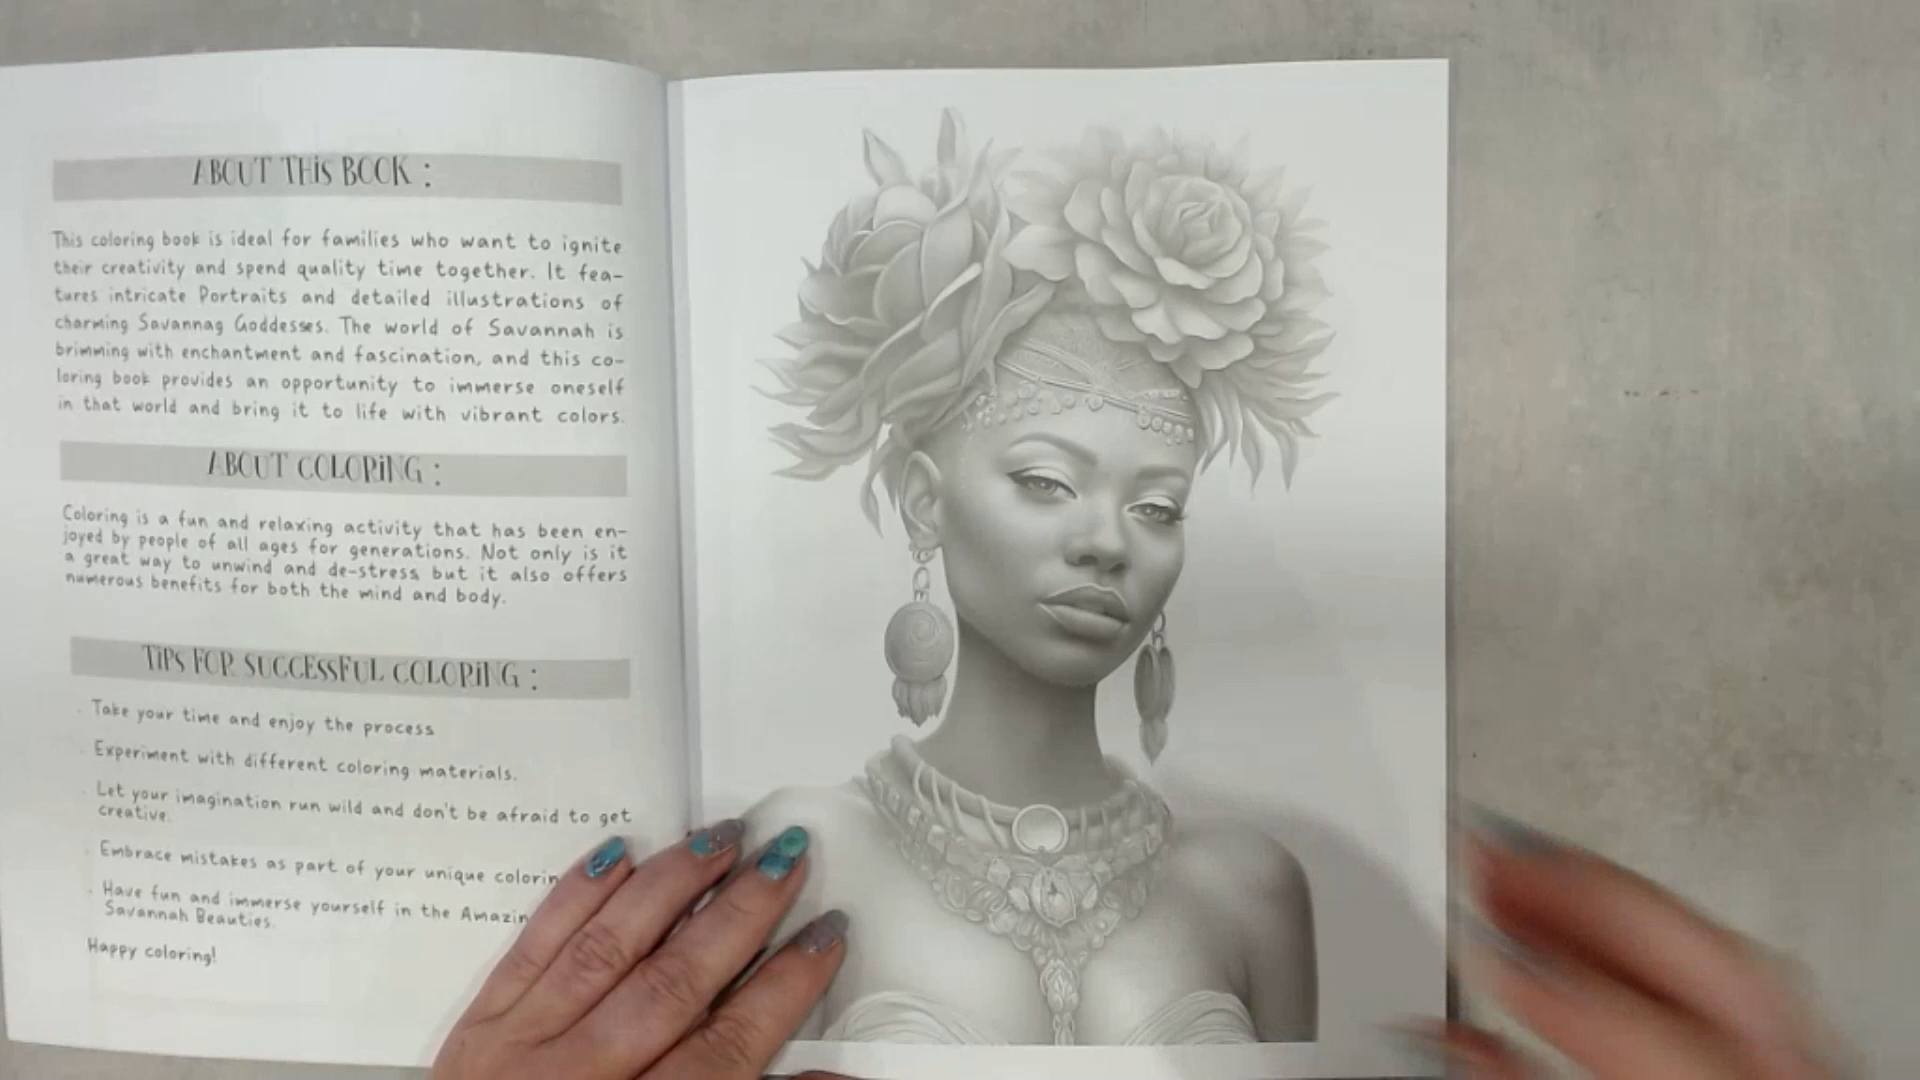 ABOUT THiS BOOK :
This coloring book is ideal for families who want to ignite
their creativity and spend quality time together. It fea-
tures intricate Portraits and detailed illustrations of
charming Savannag Goddesses. The world of Savannah is
brimming with enchantment and fascination, and this co-
loring book provides an opportunity to immerse oneself
in that world and bring it to life with vibrant colors.
ABOUT COLORiNG :
Coloring is a fun and relaxing activity that has been en-
joyed by people of all ages for generations. Not only is it
a great way to unwind and de-stress but it also offers
numerous benefits for both the mind and body.
TiPS FOR SUCCESSFUL COLORiNG :
. Take your time and enjoy the process
. Experiment with different coloring materials.
. Let your imagination run wild and don't be afraid to get
creative.
. Embrace mistakes as part of your unique colorin
. Have fun and immerse yourself in the Amazin
Savannah Beauties.
Happy coloring!